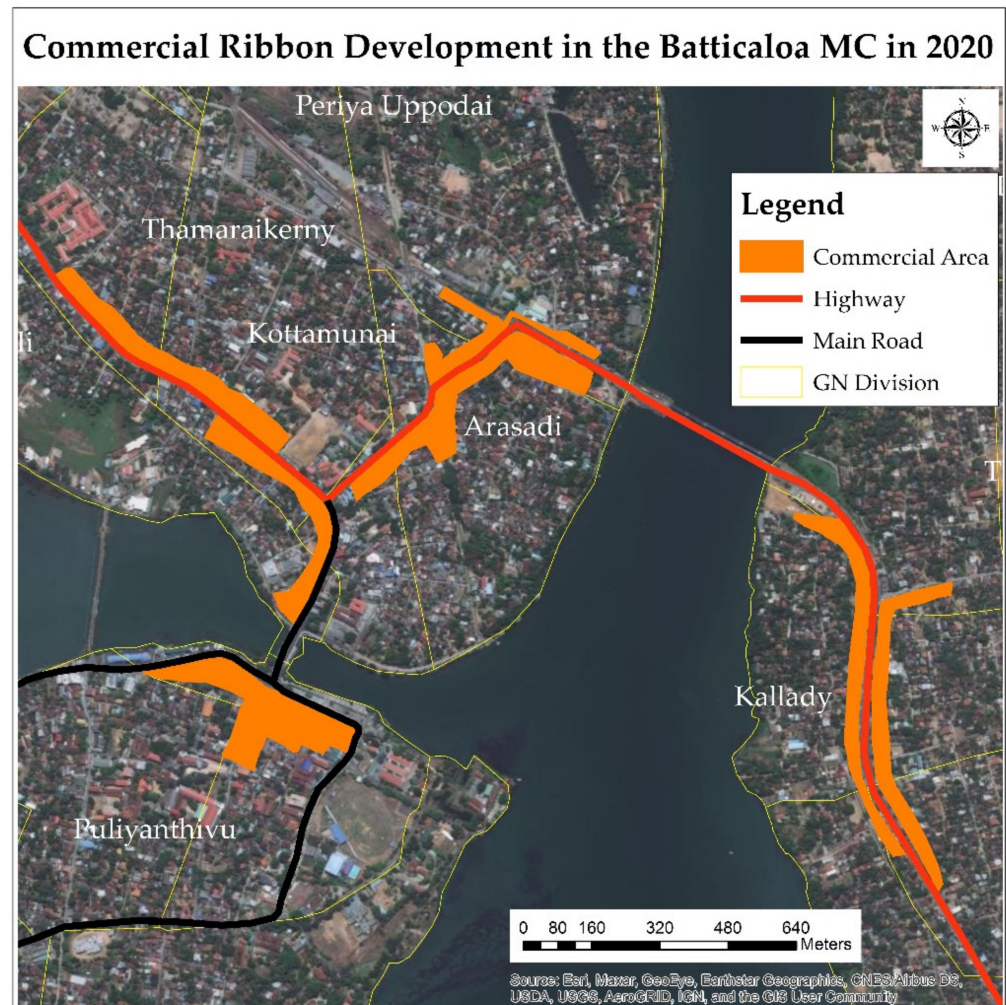 Commercial Ribbon Development in the Batticaloa MC in 2020
Periya Uppodai
N
W E
S
Legend
Commercial Area
Highway
Main Road
GN Division
Thamaraikerny
Kottamunai
li
Arasadi
T
Kallady
Puliyanthivu
0 80 160 320 480 640
Meters
Source: Esri, Maxar, GeoEye, Earthstar Geographics, CNES/Airbus DS,
USDA, USGS, AeroGRID, IGN, and the GIS User Community